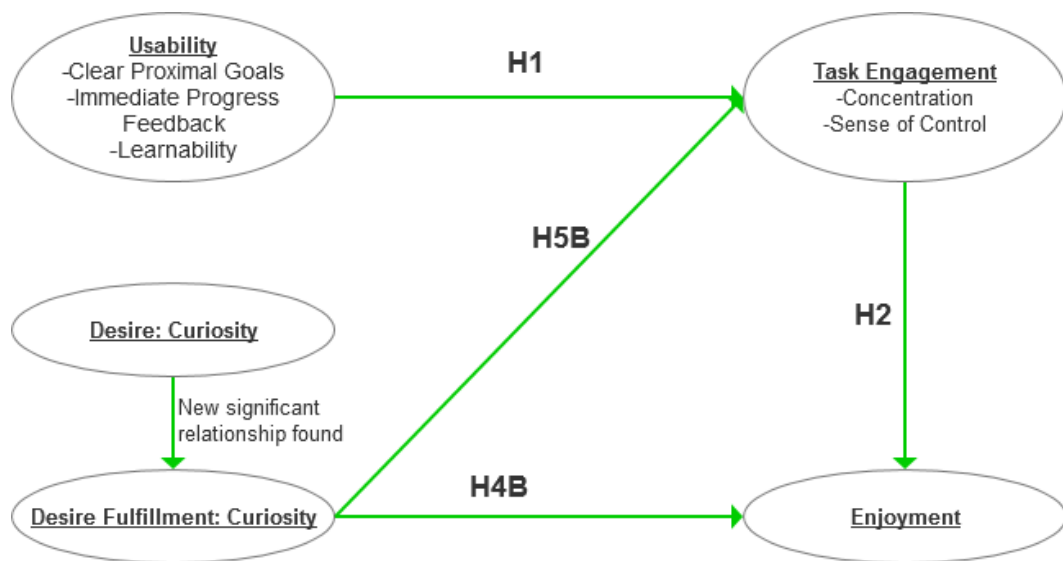 Usability
-Clear Proximal Goals
-Immediate Progress
Feedback
-Learnability
H1
Task Engagement
-Concentration
-Sense of Control
H5B
H2
Desire: Curiosity
New significant
relationship found
Desire Fulfillment: Curiosity
H4B
Enjoyment